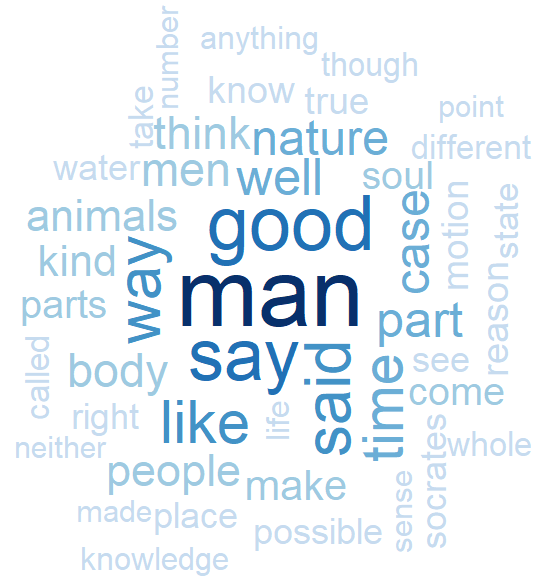 anything
number
though
know
true
take
point
think
nature
different
water
men
well
soul
animals
good
case
motion
state
kind
way
man
parts
part
reason
say
said
time
see
body
come
called
right
like
life
neither
socrates
whole
people
make
sense
made
place
possible
knowledge